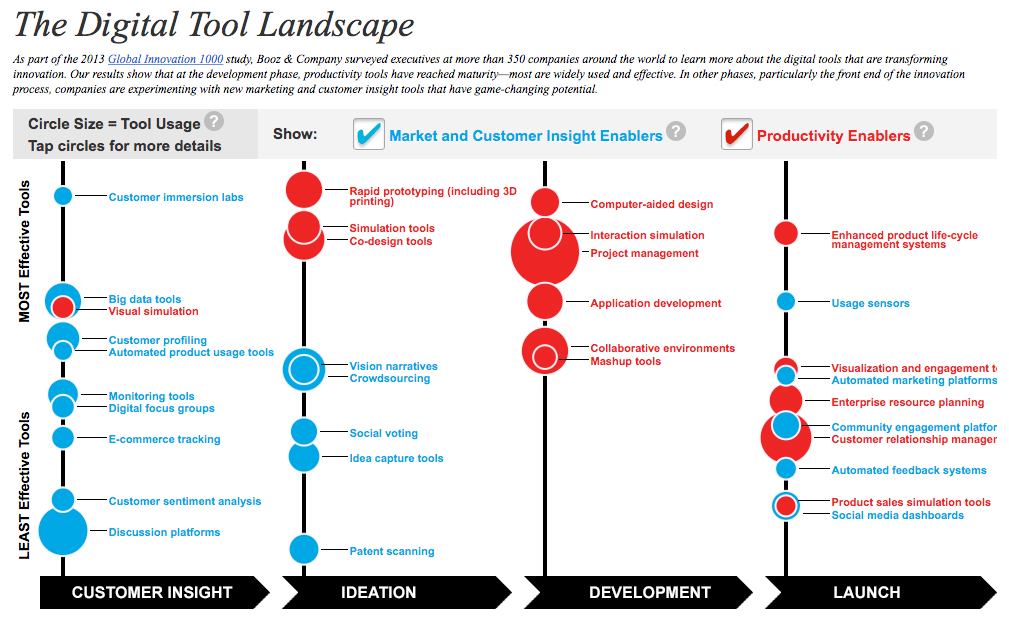 The Digital Tool Landscape
As part of the 2013 Global Innovation 1000 study, Booz & Company surveyed executives at more than 350 companies around the world to learn more about the digital tools that are transforming
innovation. Our results show that at the development phase, productivity tools have reached maturity—most are widely used and effective. In other phases, particularly the front end of the innovation
process, companies are experimenting with new marketing and customer insight tools that have game-changing potential.
Circle Size = Tool Usage ?
Tap circles for more details
Show:
Market and Customer Insight Enablers ?
Productivity Enablers ?
MOST Effective Tools
LEAST Effective Tools
Customer immersion labs
Big data tools
Visual simulation
Customer profiling
Automated product usage tools
Monitoring tools
Digital focus groups
E-commerce tracking
Customer sentiment analysis
Discussion platforms
CUSTOMER INSIGHT
Rapid prototyping (including 3D
printing)
Simulation tools
Co-design tools
Vision narratives
Crowdsourcing
Social voting
Idea capture tools
Patent scanning
IDEATION
Computer-aided design
Interaction simulation
Project management
Application development
Collaborative environments
Mashup tools
DEVELOPMENT
Enhanced product life-cycle
management systems
Usage sensors
Visualization and engagement t
Automated marketing platforms
Enterprise resource planning
Community engagement platfor
Customer relationship manager
Automated feedback systems
Product sales simulation tools
Social media dashboards
LAUNCH